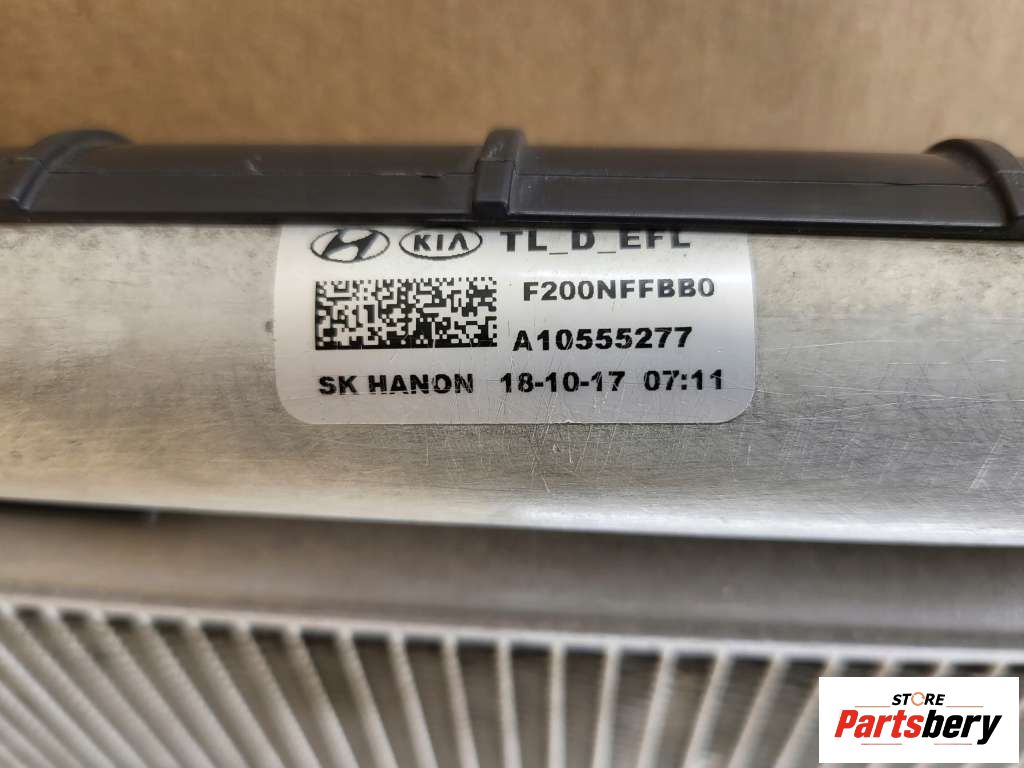 KIA TL_D_EFL
F200NFFBB0
A10555277
SK HANON 18-10-17 07:11
STORE
Partsbery